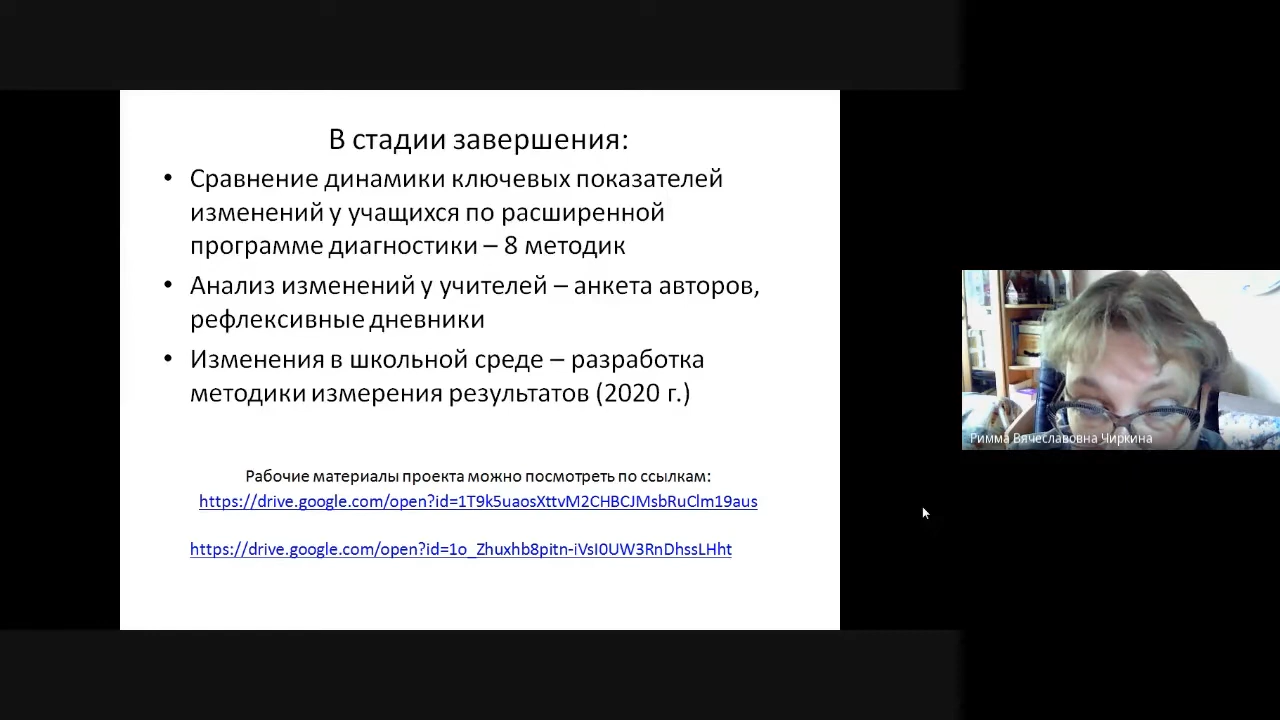 В стадии завершения:
• Сравнение динамики ключевых показателей
изменений у учащихся по расширенной
программе диагностики – 8 методик
• Анализ изменений у учителей – анкета авторов,
рефлексивные дневники
• Изменения в школьной среде – разработка
методики измерения результатов (2020 г.)
Рабочие материалы проекта можно посмотреть по ссылкам:
https://drive.google.com/open?id=1T9k5uaosXttvM2CHBCJMsbRuClm19aus
https://drive.google.com/open?id=1o_Zhuxhb8pitn-iVsI0UW3RnDhssLHht
Римма Вячеславовна Чиркина